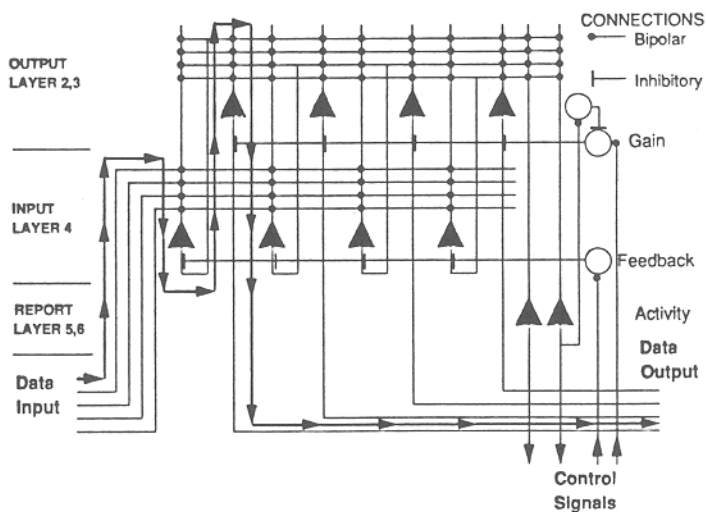 CONNECTIONS
Bipolar
Inhibitory
OUTPUT
LAYER 2,3
Gain
INPUT
LAYER 4
Feedback
REPORT
LAYER 5,6
Activity
Data
Output
Data
Input
Control
Signals